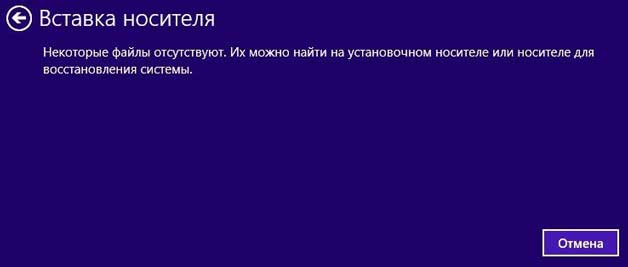 Вставка носителя
Некоторые файлы отсутствуют. Их можно найти на установочном носителе или носителе для
восстановления системы.
Отмена